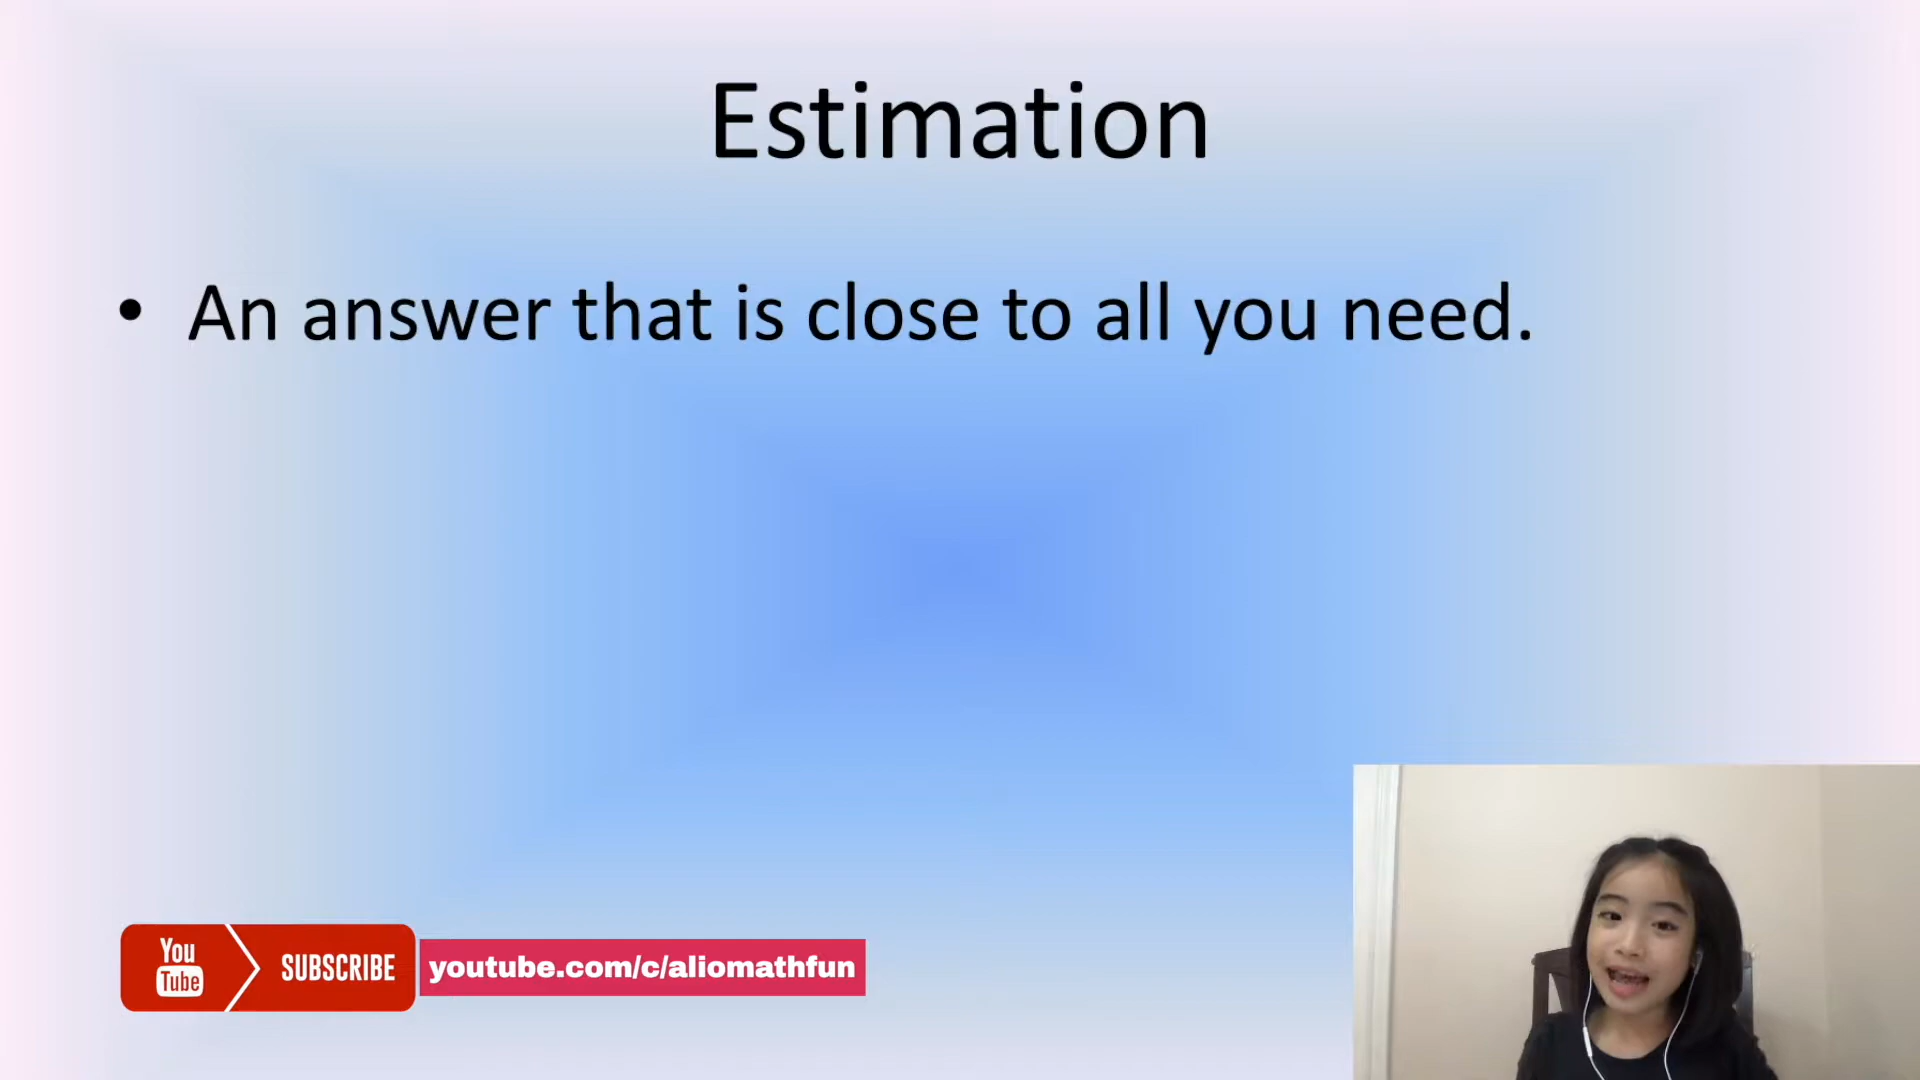 Estimation
• An answer that is close to all you need.
You
Tube
SUBSCRIBE
youtube.com/c/aliomathfun